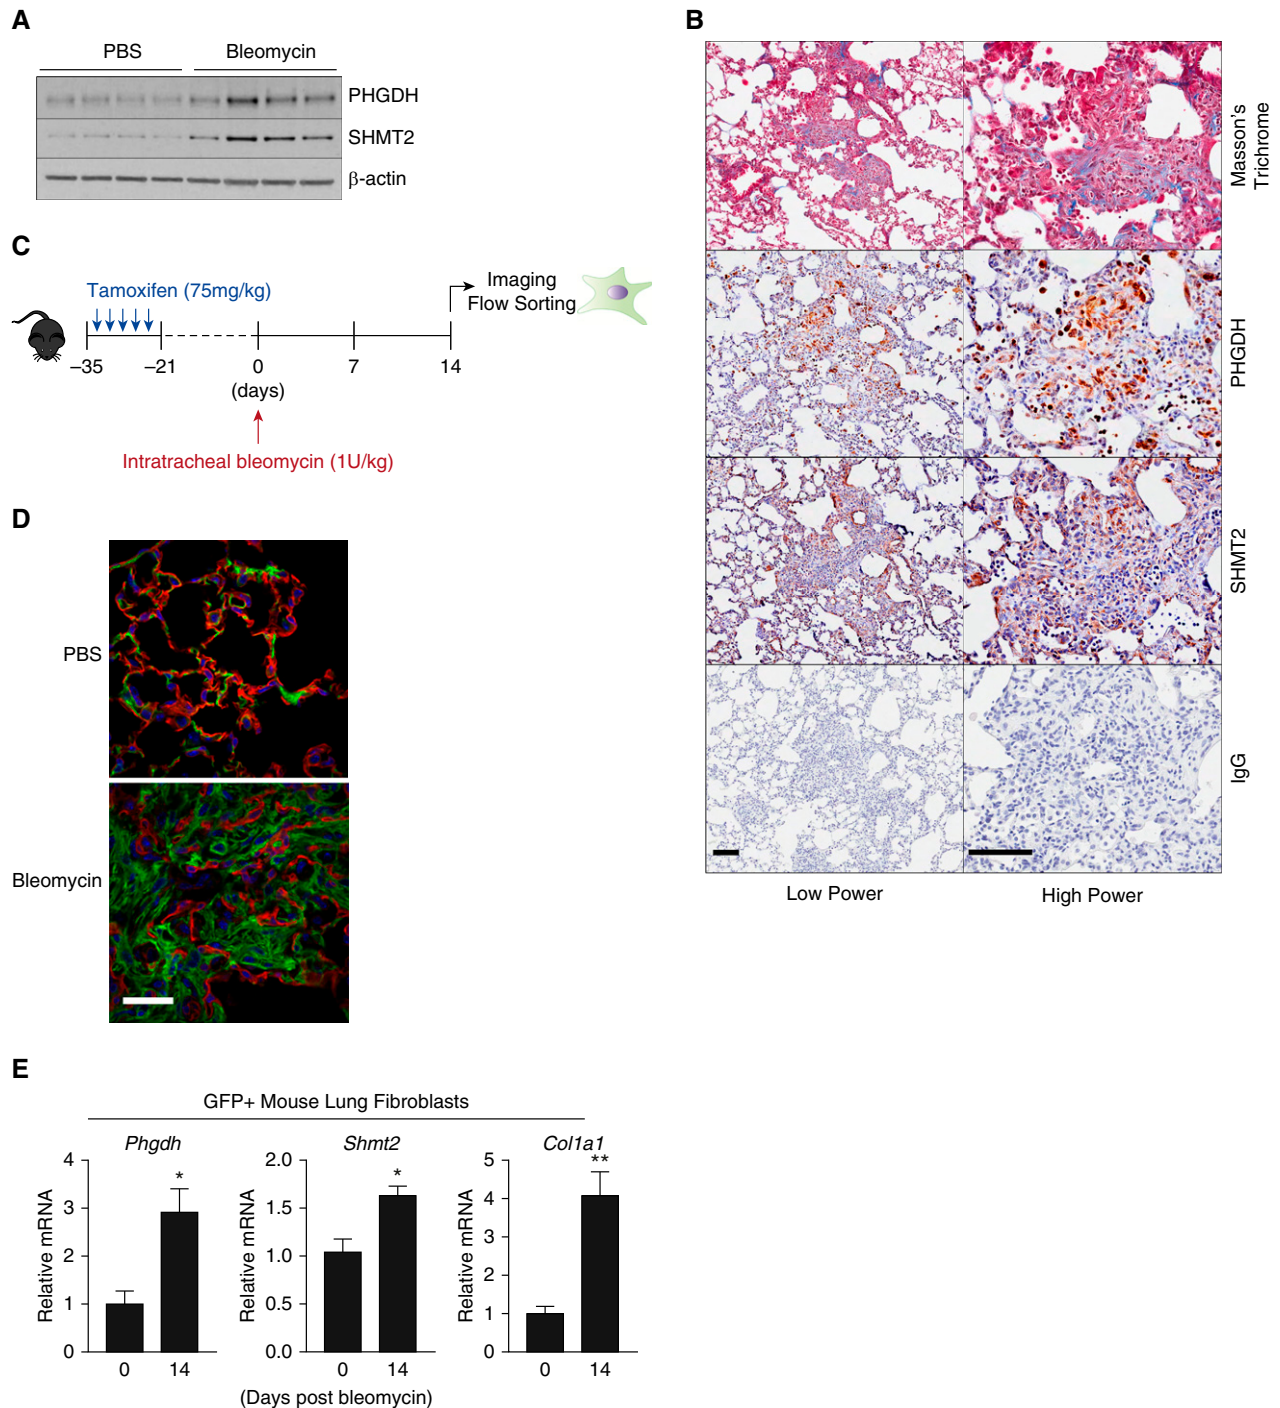 A
PBS Bleomycin
PHGDH
SHMT2
β-actin
B
Masson's
Trichrome
PHGDH
SHMT2
IgG
Low Power High Power
C
Tamoxifen (75mg/kg)
Imaging
Flow Sorting
–35 –21 0 7 14
(days)
Intratracheal bleomycin (1U/kg)
D
PBS
Bleomycin
E
GFP+ Mouse Lung Fibroblasts
Phgdh
Relative mRNA
4
3
2
1
0
*
0 14
Shmt2
Relative mRNA
2.0
1.5
1.0
0.5
0.0
*
0 14
Col1a1
Relative mRNA
5
4
3
2
1
0
**
0 14
(Days post bleomycin)